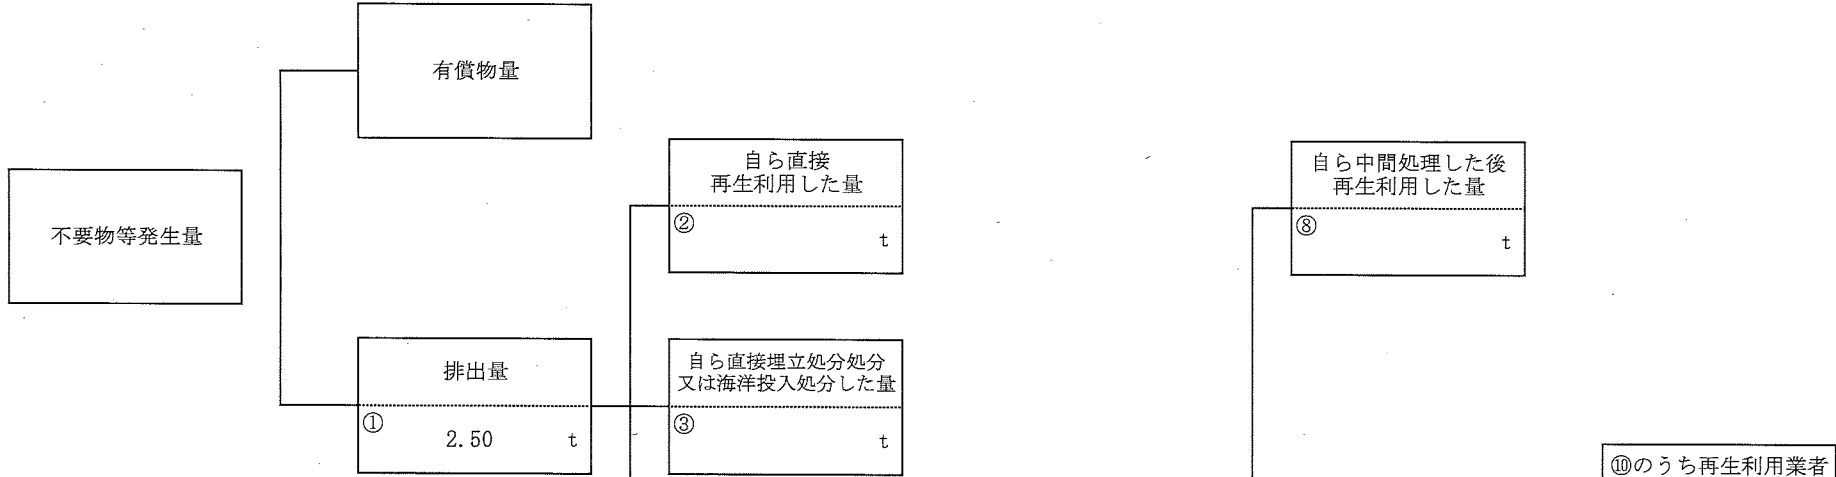 有償物量
不要物等発生量
自ら直接
再生利用した量
② t
自ら中間処理した後
再生利用した量
⑧ t
排出量
① 2.50 t
自ら直接埋立処分処分
又は海洋投入処分した量
③ t
⑩のうち再生利用業者